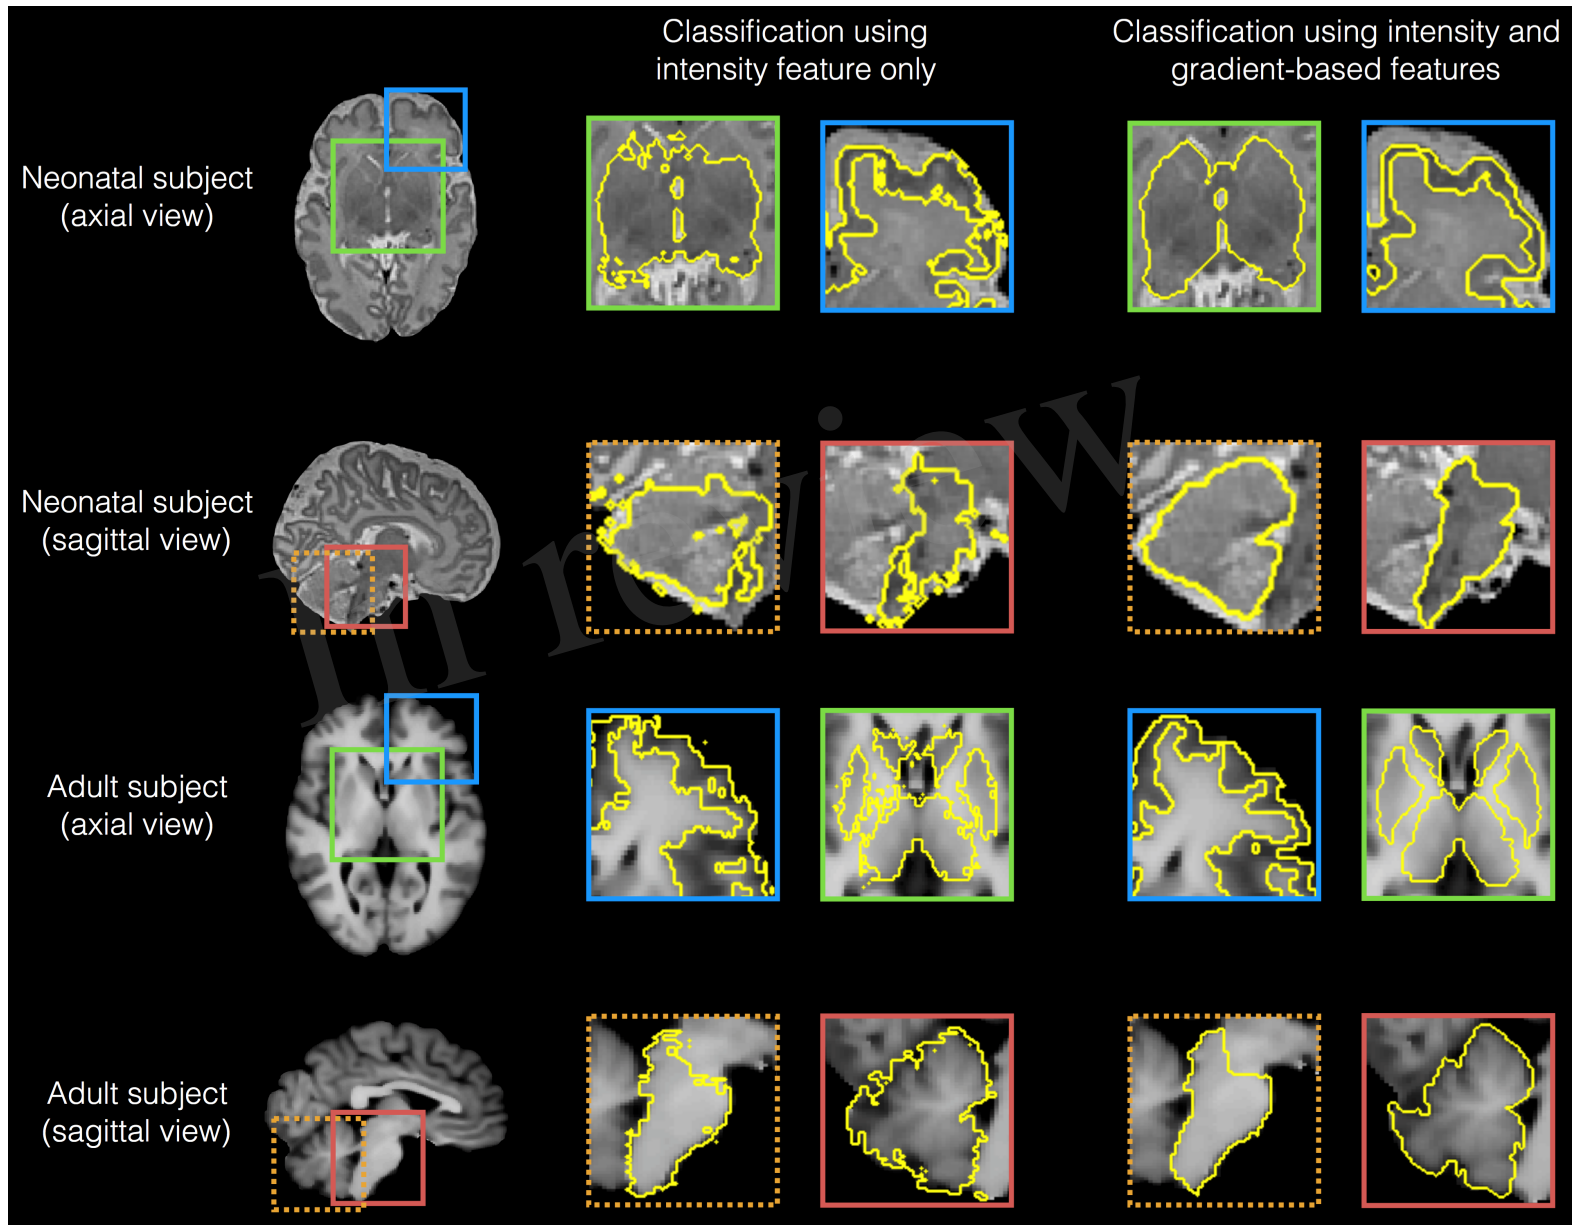 Classification using
intensity feature only
Classification using intensity and
gradient-based features
Neonatal subject
(axial view)
Neonatal subject
(sagittal view)
In review
Adult subject
(axial view)
Adult subject
(sagittal view)